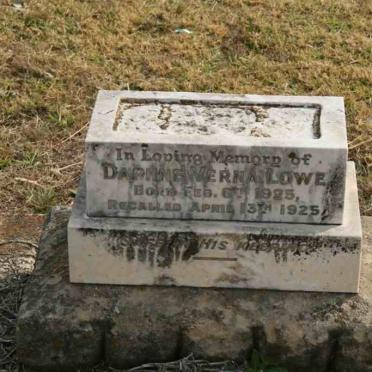 In Loving Memory of
DAPHNE VERNA LOWE
BORN FEB. 6TH 1925,
RECALLED APRIL 13TH 1925
HIS